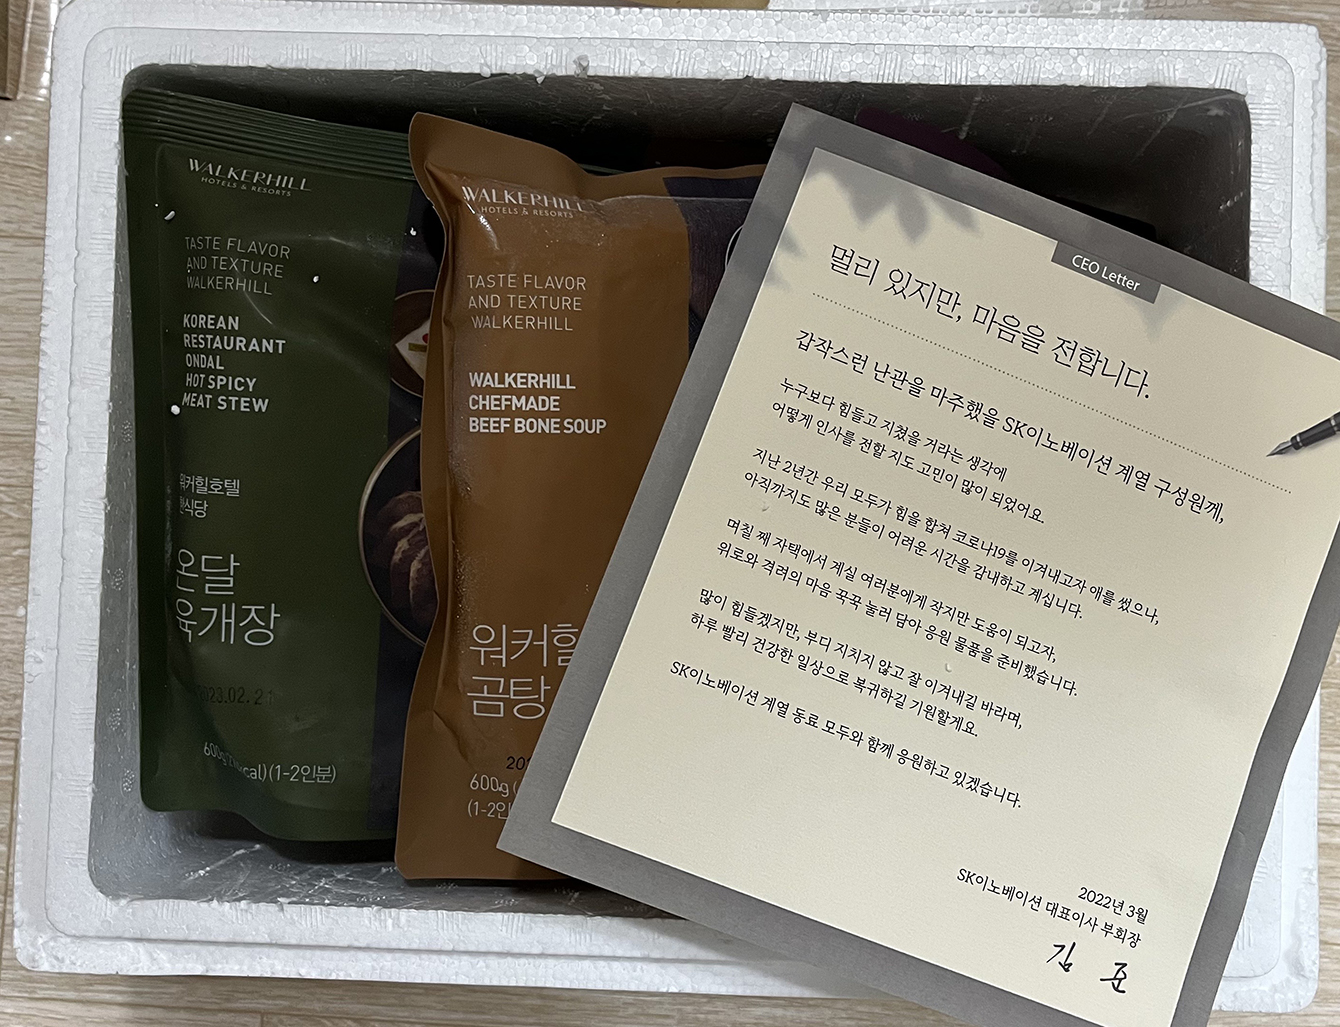 WALKERHILL
HOTELS & RESORTS
TASTE FLAVOR
AND TEXTURE
WALKERHILL
KOREAN
RESTAURANT
ONDAL
HOT SPICY
MEAT STEW
워커힐호텔
한식당
온달
육개장
2023.02.21
600g
(1-2인분)
WALKERHILL
HOTELS & RESORTS
TASTE FLAVOR
AND TEXTURE
WALKERHILL
WALKERHILL
CHEFMADE
BEEF BONE SOUP
워커힐
곰탕
600g
CEO Letter
멀리 있지만, 마음을 전합니다.
갑작스런 난관을 마주했을 SK이노베이션 계열 구성원께,
누구보다 힘들고 지쳤을 거라는 생각에
어떻게 인사를 전할 지도 고민이 많이 되었어요.
지난 2년간 우리 모두가 힘을 합쳐 코로나19를 이겨내고자 애를 썼으나,
아직까지도 많은 분들이 어려운 시간을 감내하고 계십니다.
며칠 째 자택에서 계실 여러분에게 작지만 도움이 되고자,
위로와 격려의 마음 꾹꾹 눌러 담아 응원 물품을 준비했습니다.
많이 힘들겠지만, 부디 지치지 않고 잘 이겨내길 바라며,
하루 빨리 건강한 일상으로 복귀하길 기원할게요.
SK이노베이션 계열 동료 모두와 함께 응원하고 있겠습니다.
2022년 3월
SK이노베이션 대표이사 부회장
김 준